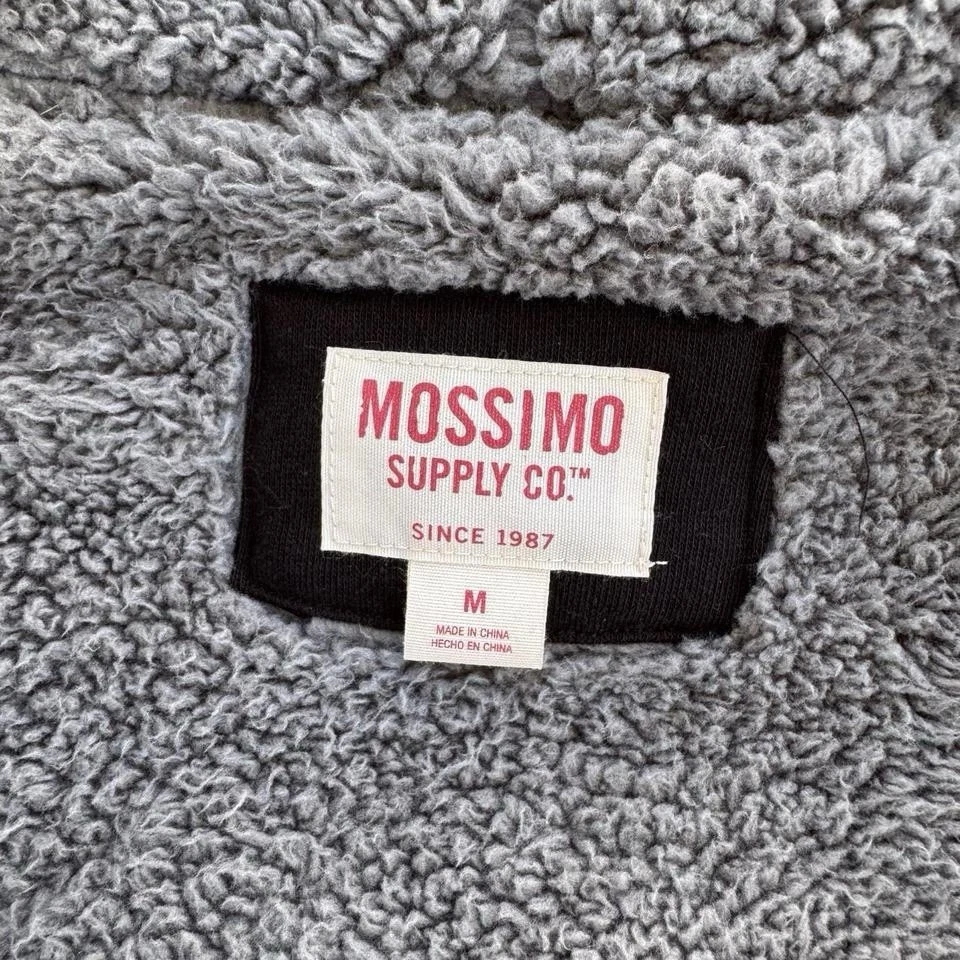 MOSSIMO
SUPPLY CO.™
SINCE 1987
M
MADE IN CHINA
HECHO EN CHINA